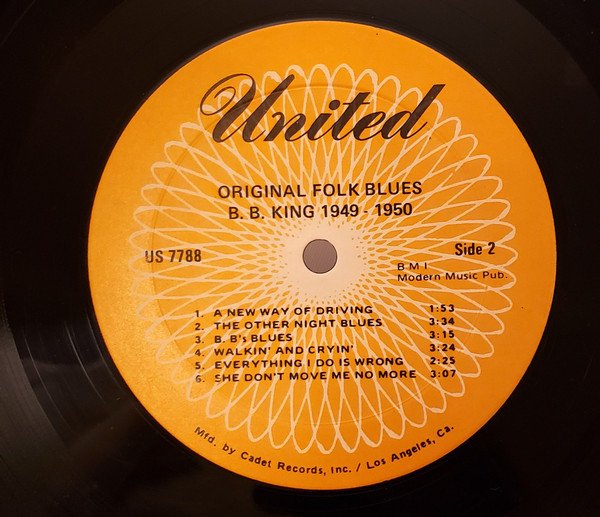 United
ORIGINAL FOLK BLUES
B. B. KING 1949 - 1950
US 7788
Side 2
B M I
Modern Music Pub.
1. A NEW WAY OF DRIVING 1:53
2. THE OTHER NIGHT BLUES 3:34
3. B. B's BLUES 3:15
4. WALKIN' AND CRYIN' 3:24
5. EVERYTHING I DO IS WRONG 2:25
6. SHE DON'T MOVE ME NO MORE 3:07
Mfd. by Cadet Records, Inc. / Los Angeles, Ca.